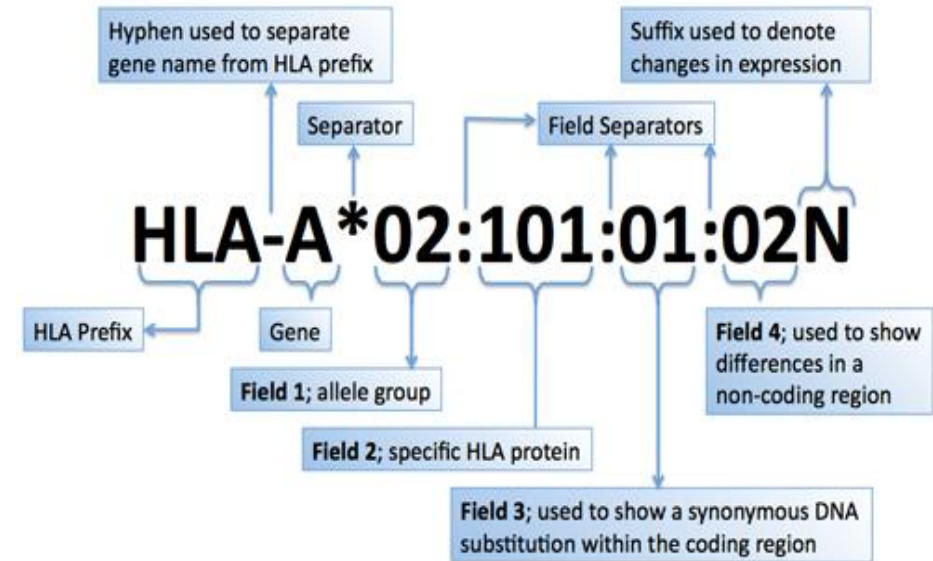 Hyphen used to separate
gene name from HLA prefix
Suffix used to denote
changes in expression
Separator
Field Separators
HLA-A*02:101:01:02N
HLA Prefix
Gene
Field 1; allele group
Field 2; specific HLA protein
Field 3; used to show a synonymous DNA
substitution within the coding region
Field 4; used to show
differences in a
non-coding region